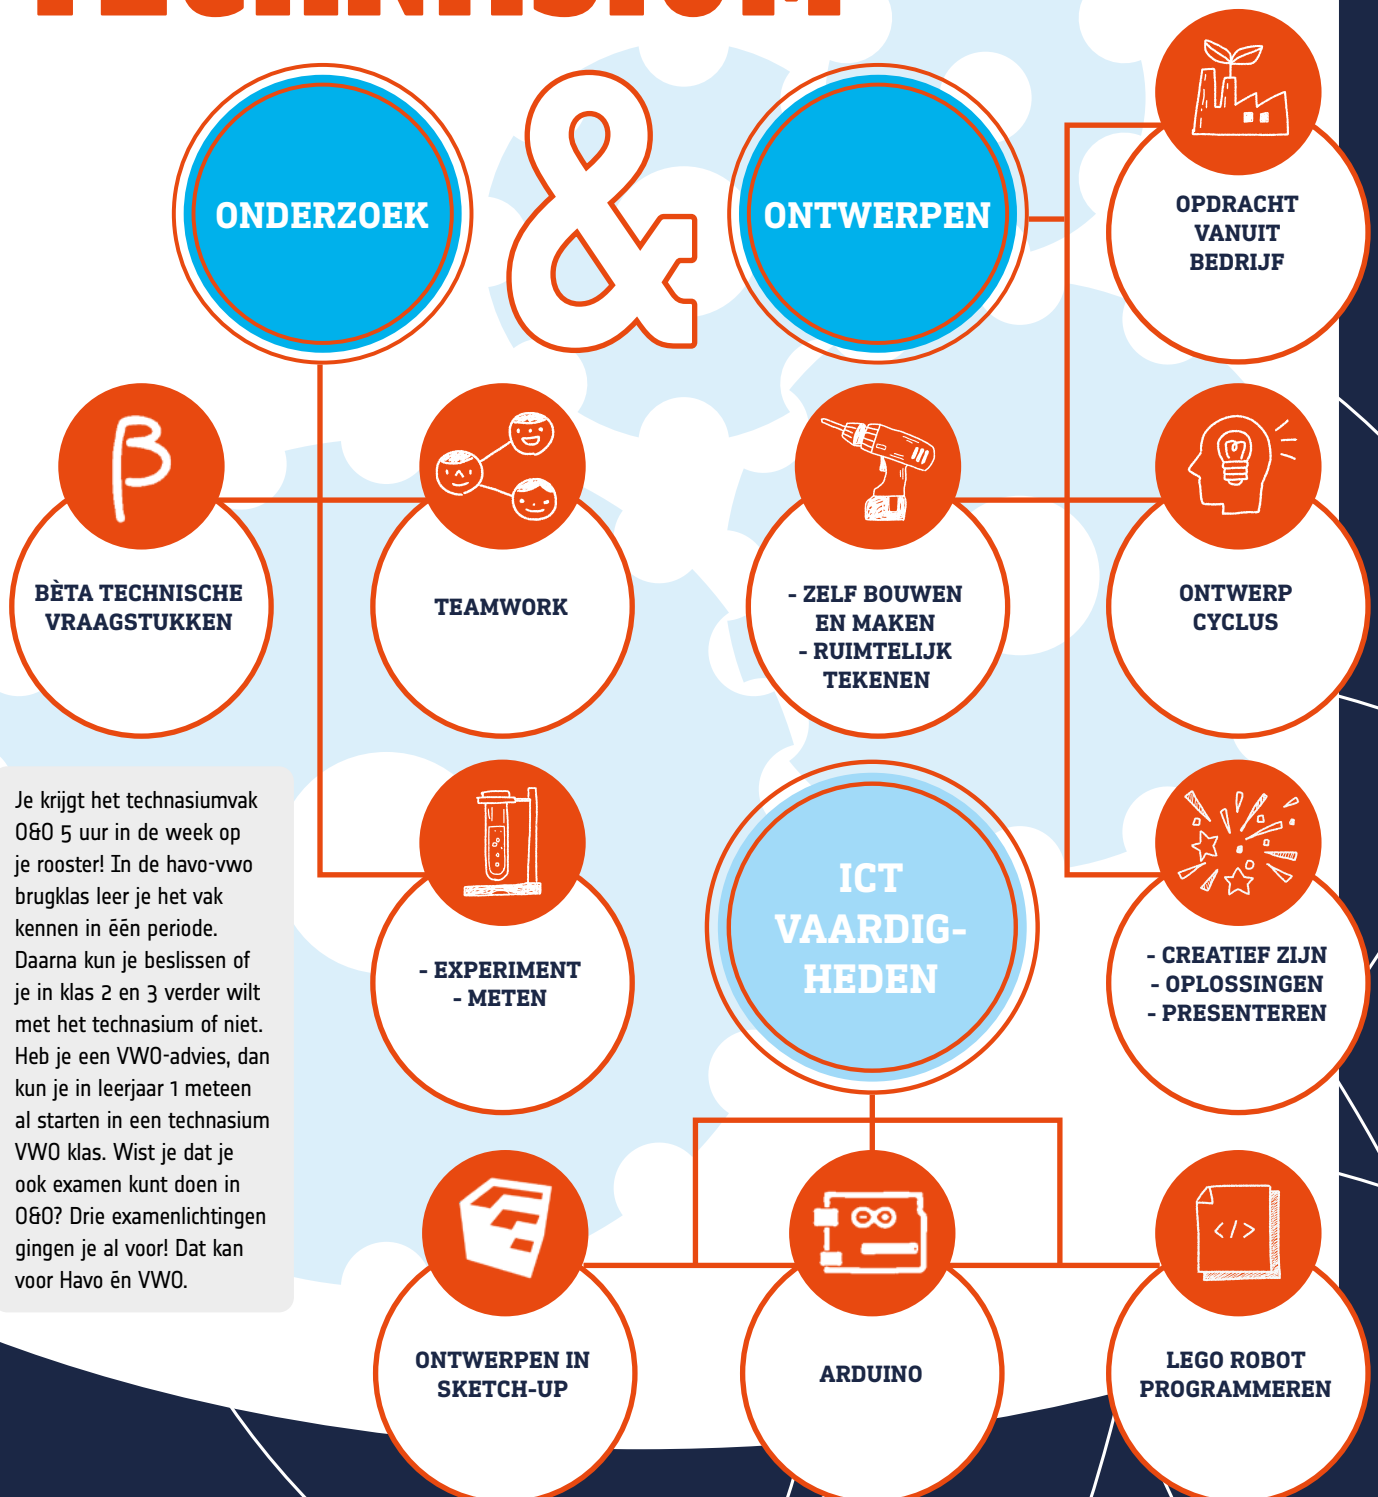 TECHNASIUM
ONDERZOEK
&
ONTWERPEN
OPDRACHT
VANUIT
BEDRIJF
β
BÈTA TECHNISCHE
VRAAGSTUKKEN
TEAMWORK
- ZELF BOUWEN
EN MAKEN
- RUIMTELIJK
TEKENEN
ONTWERP
CYCLUS
Je krijgt het technasiumvak
O&O 5 uur in de week op
je rooster! In de havo-vwo
brugklas leer je het vak
kennen in één periode.
Daarna kun je beslissen of
je in klas 2 en 3 verder wilt
met het technasium of niet.
Heb je een VWO-advies, dan
kun je in leerjaar 1 meteen
al starten in een technasium
VWO klas. Wist je dat je
ook examen kunt doen in
O&O? Drie examenlichtingen
gingen je al voor! Dat kan
voor Havo én VWO.
- EXPERIMENT
- METEN
ICT
VAARDIG-
HEDEN
- CREATIEF ZIJN
- OPLOSSINGEN
- PRESENTEREN
ONTWERPEN IN
SKETCH-UP
ARDUINO
</>
LEGO ROBOT
PROGRAMMEREN